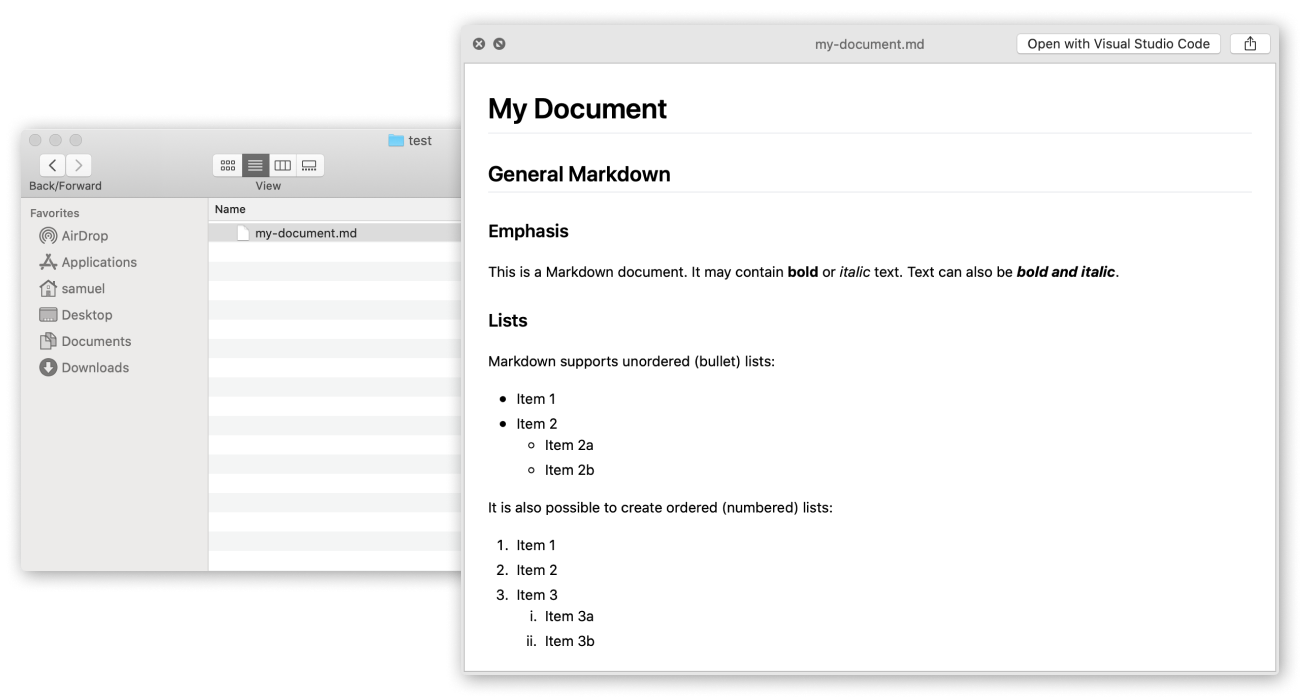 test
Back/Forward
View
Favorites
AirDrop
Applications
samuel
Desktop
Documents
Downloads
Name
my-document.md
my-document.md
Open with Visual Studio Code
My Document
General Markdown
Emphasis
This is a Markdown document. It may contain bold or italic text. Text can also be bold and italic.
Lists
Markdown supports unordered (bullet) lists:
• Item 1
• Item 2
◦ Item 2a
◦ Item 2b
It is also possible to create ordered (numbered) lists:
1. Item 1
2. Item 2
3. Item 3
i. Item 3a
ii. Item 3b